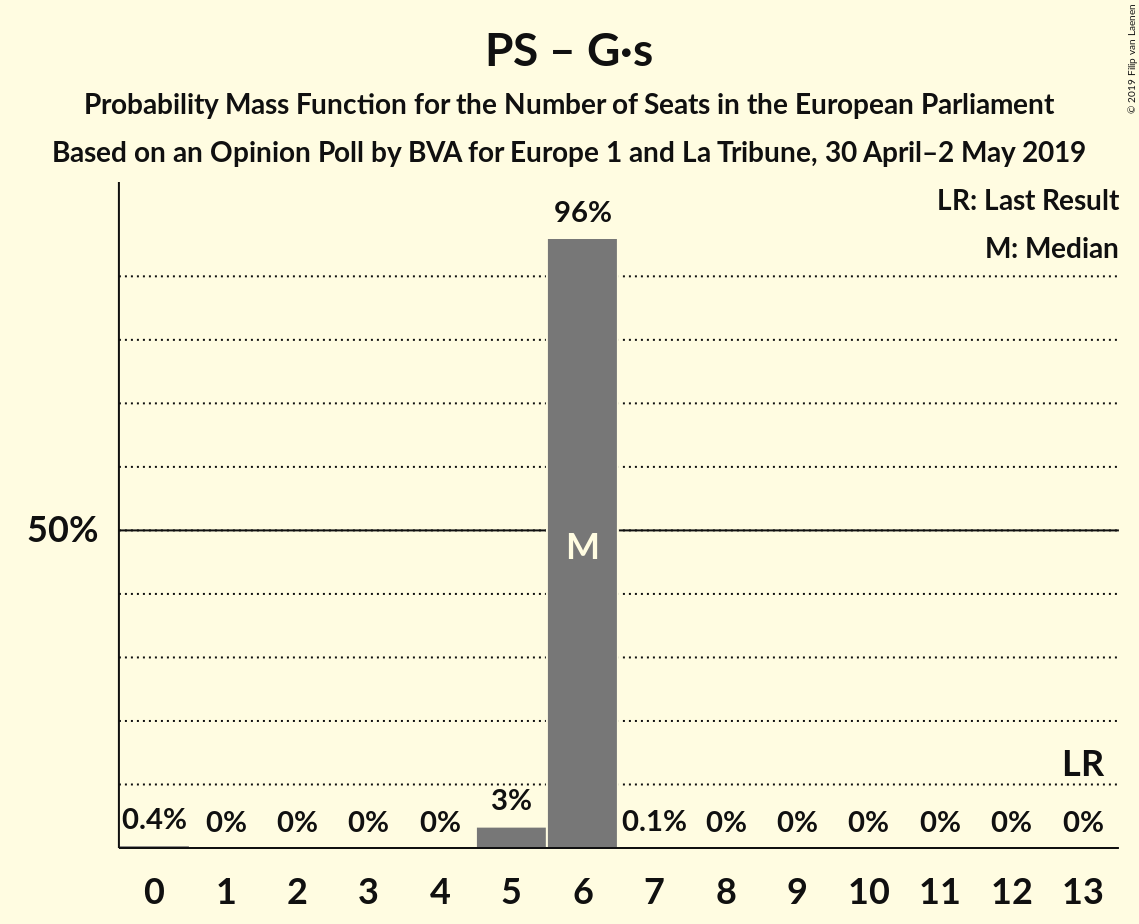 PS – G·s
Probability Mass Function for the Number of Seats in the European Parliament
Based on an Opinion Poll by BVA for Europe 1 and La Tribune, 30 April–2 May 2019
© 2019 Filip van Laenen
LR: Last Result
M: Median
96%
50%
M
LR
0.4% 0% 0% 0% 0% 3% 0.1% 0% 0% 0% 0% 0% 0%
0 1 2 3 4 5 6 7 8 9 10 11 12 13